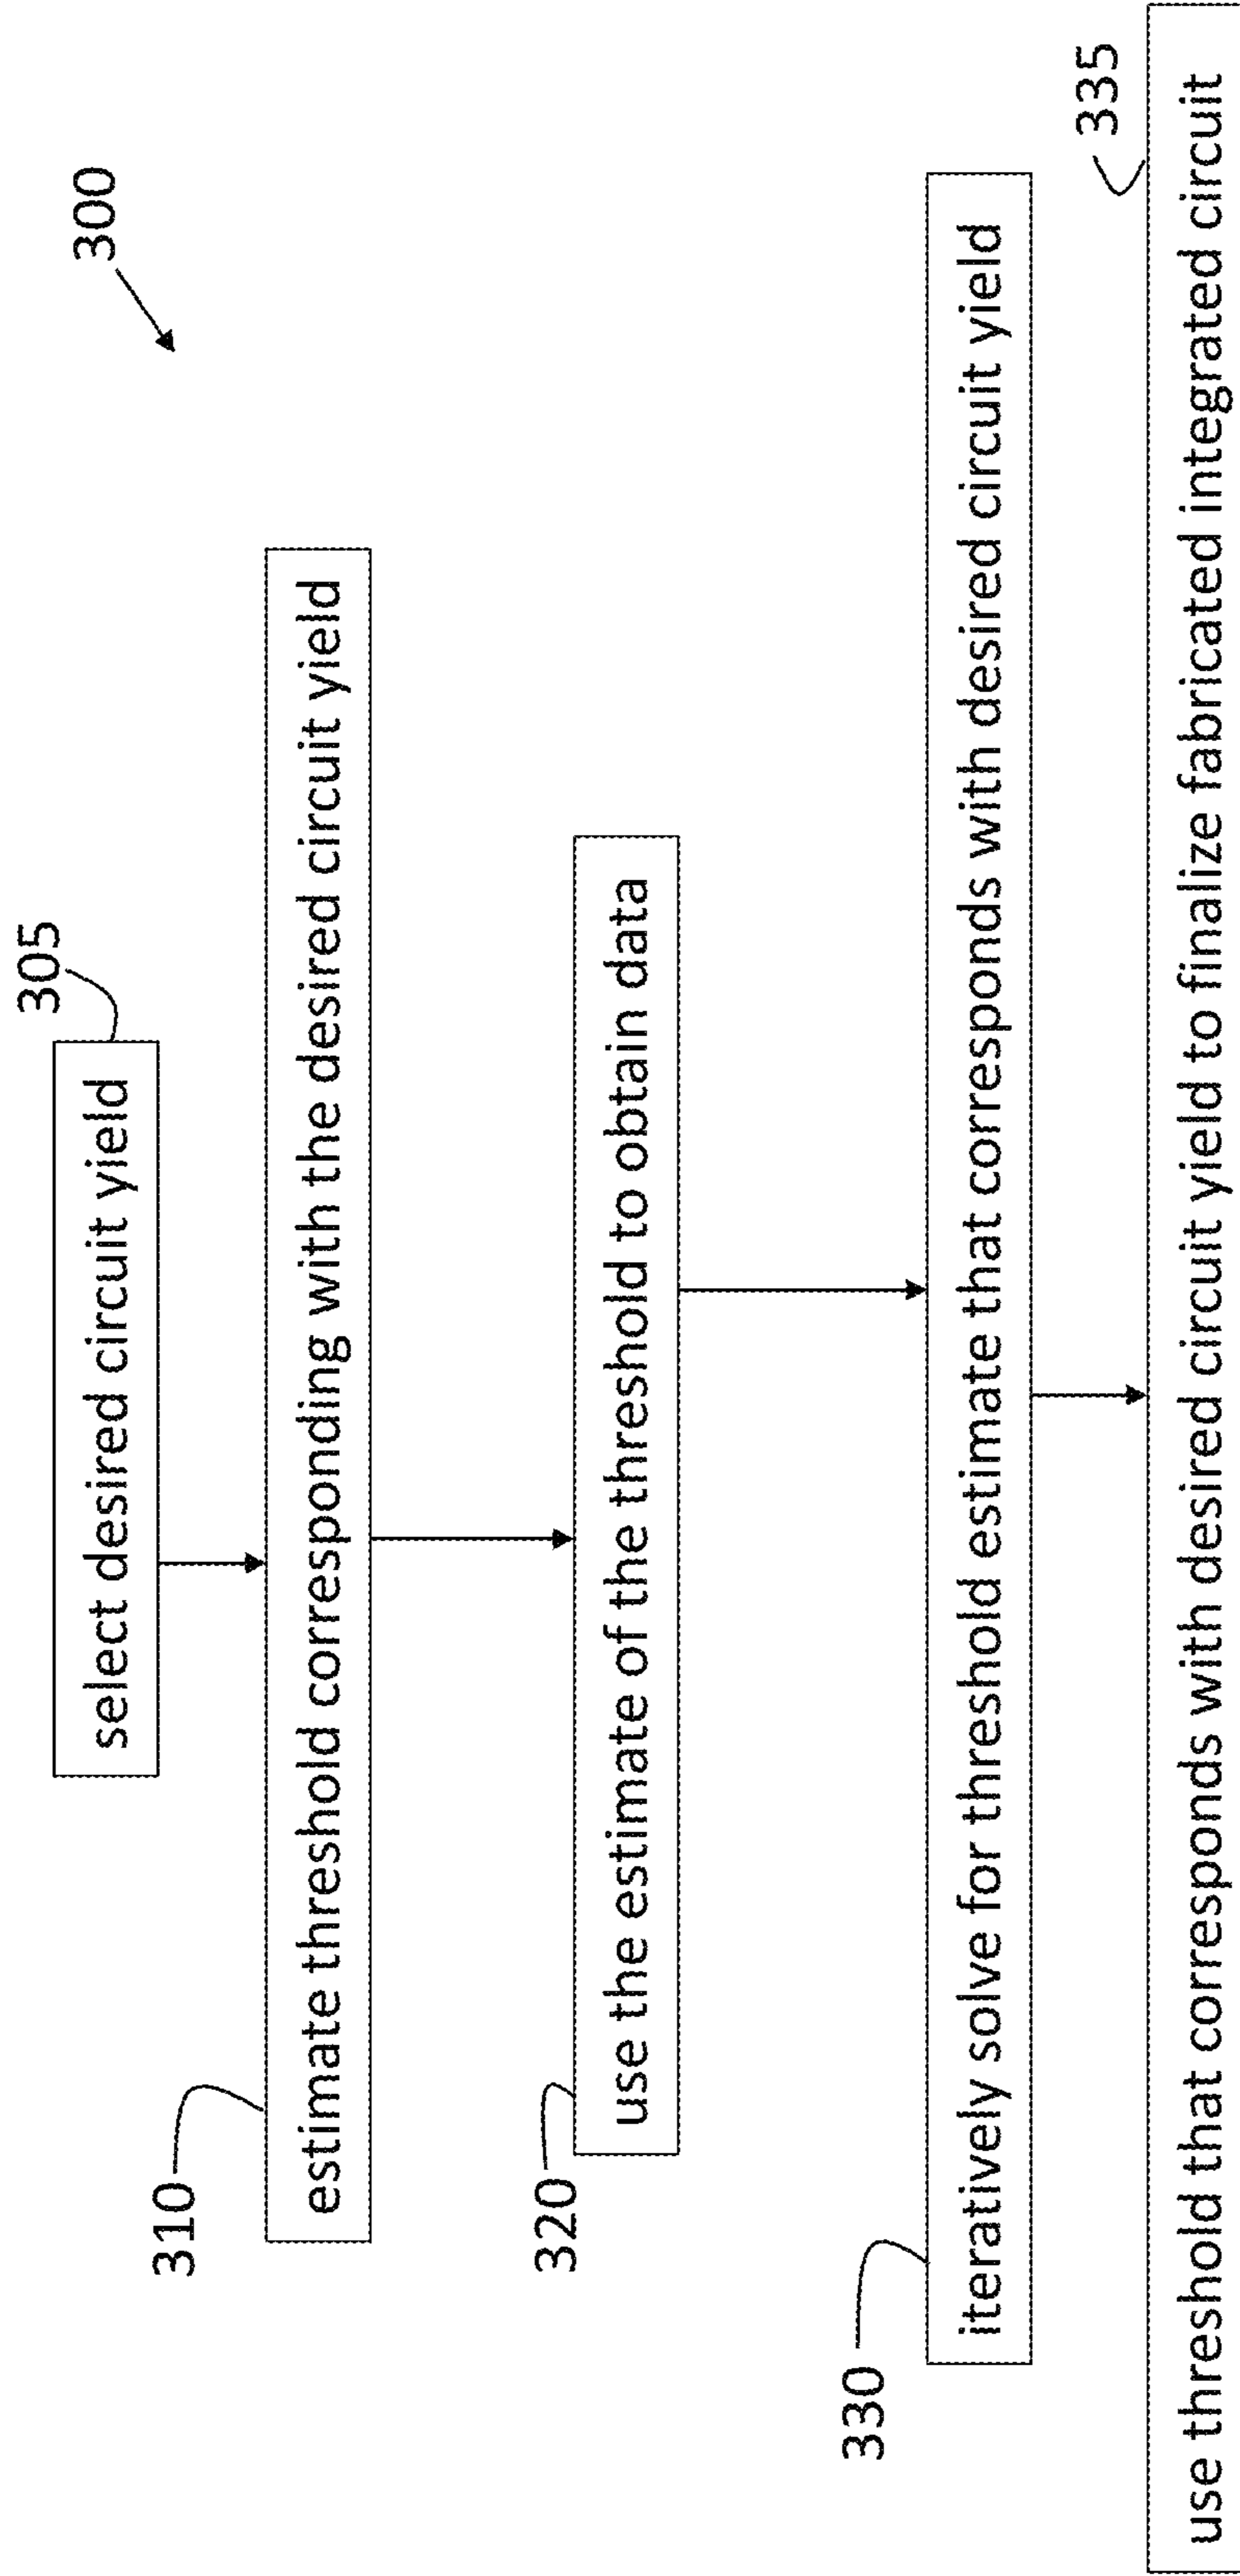 300
305
select desired circuit yield
310
estimate threshold corresponding with the desired circuit yield
320
use the estimate of the threshold to obtain data
330
iteratively solve for threshold estimate that corresponds with desired circuit yield
335
use threshold that corresponds with desired circuit yield to finalize fabricated integrated circuit